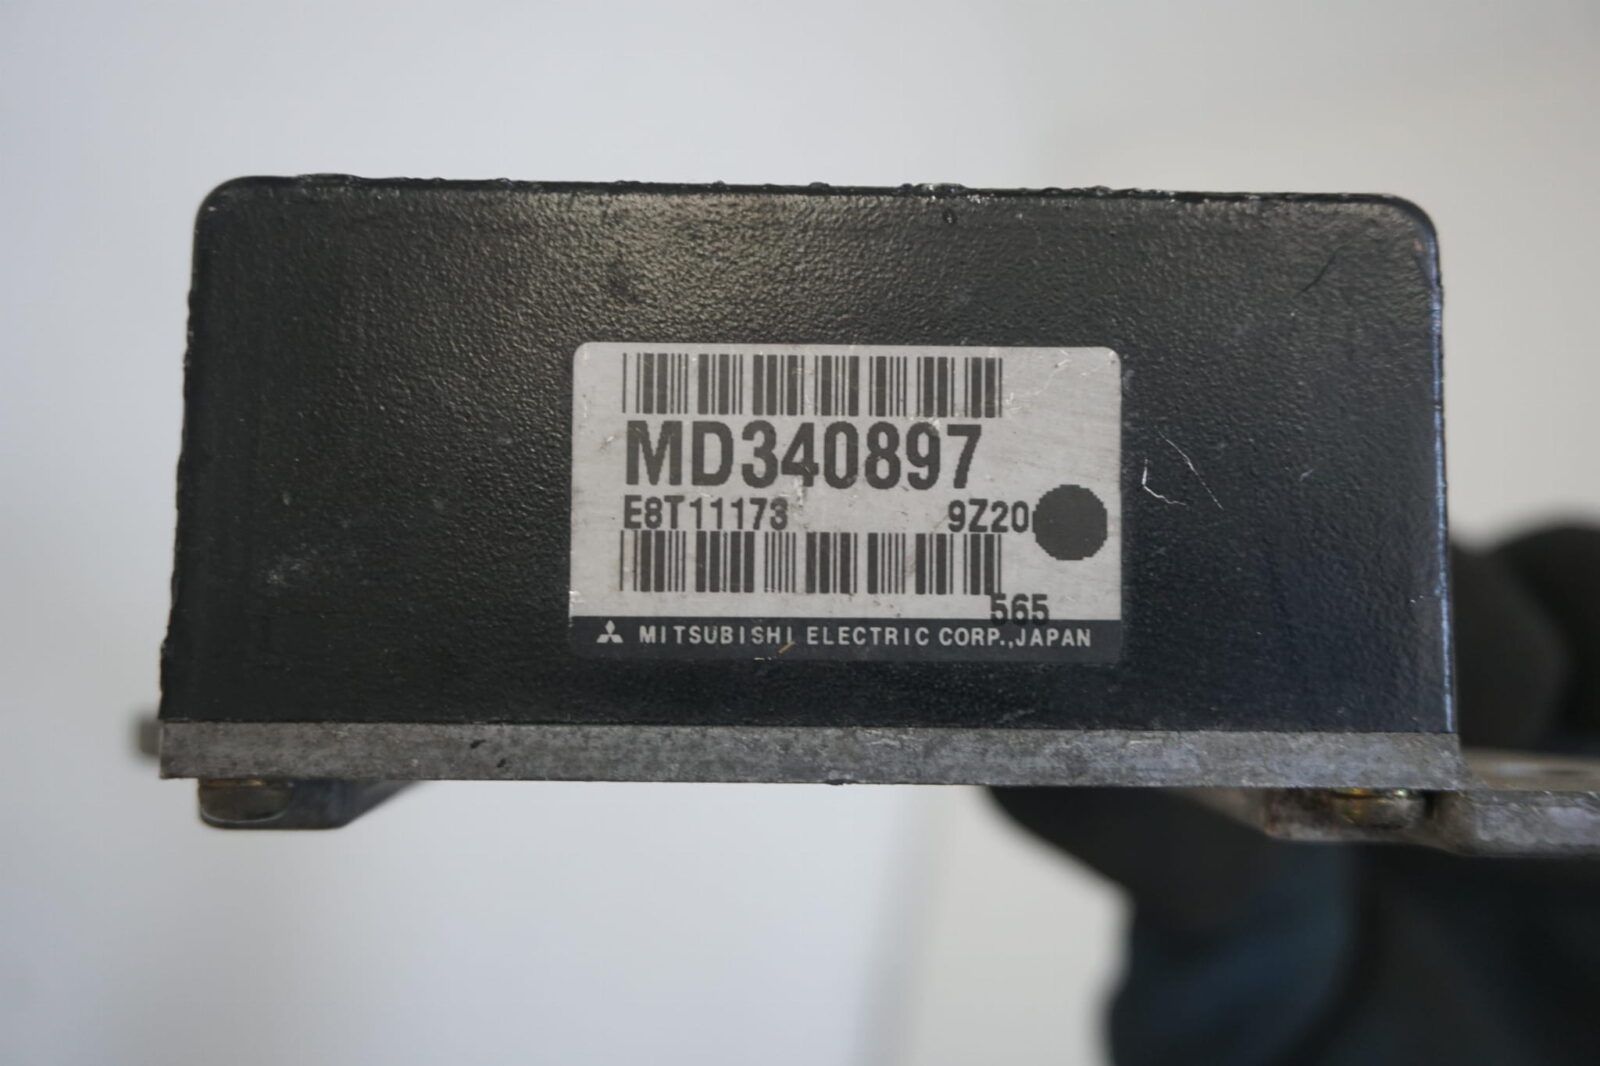 MD340897
E8T11173 9Z20
565
MITSUBISHI ELECTRIC CORP.,JAPAN